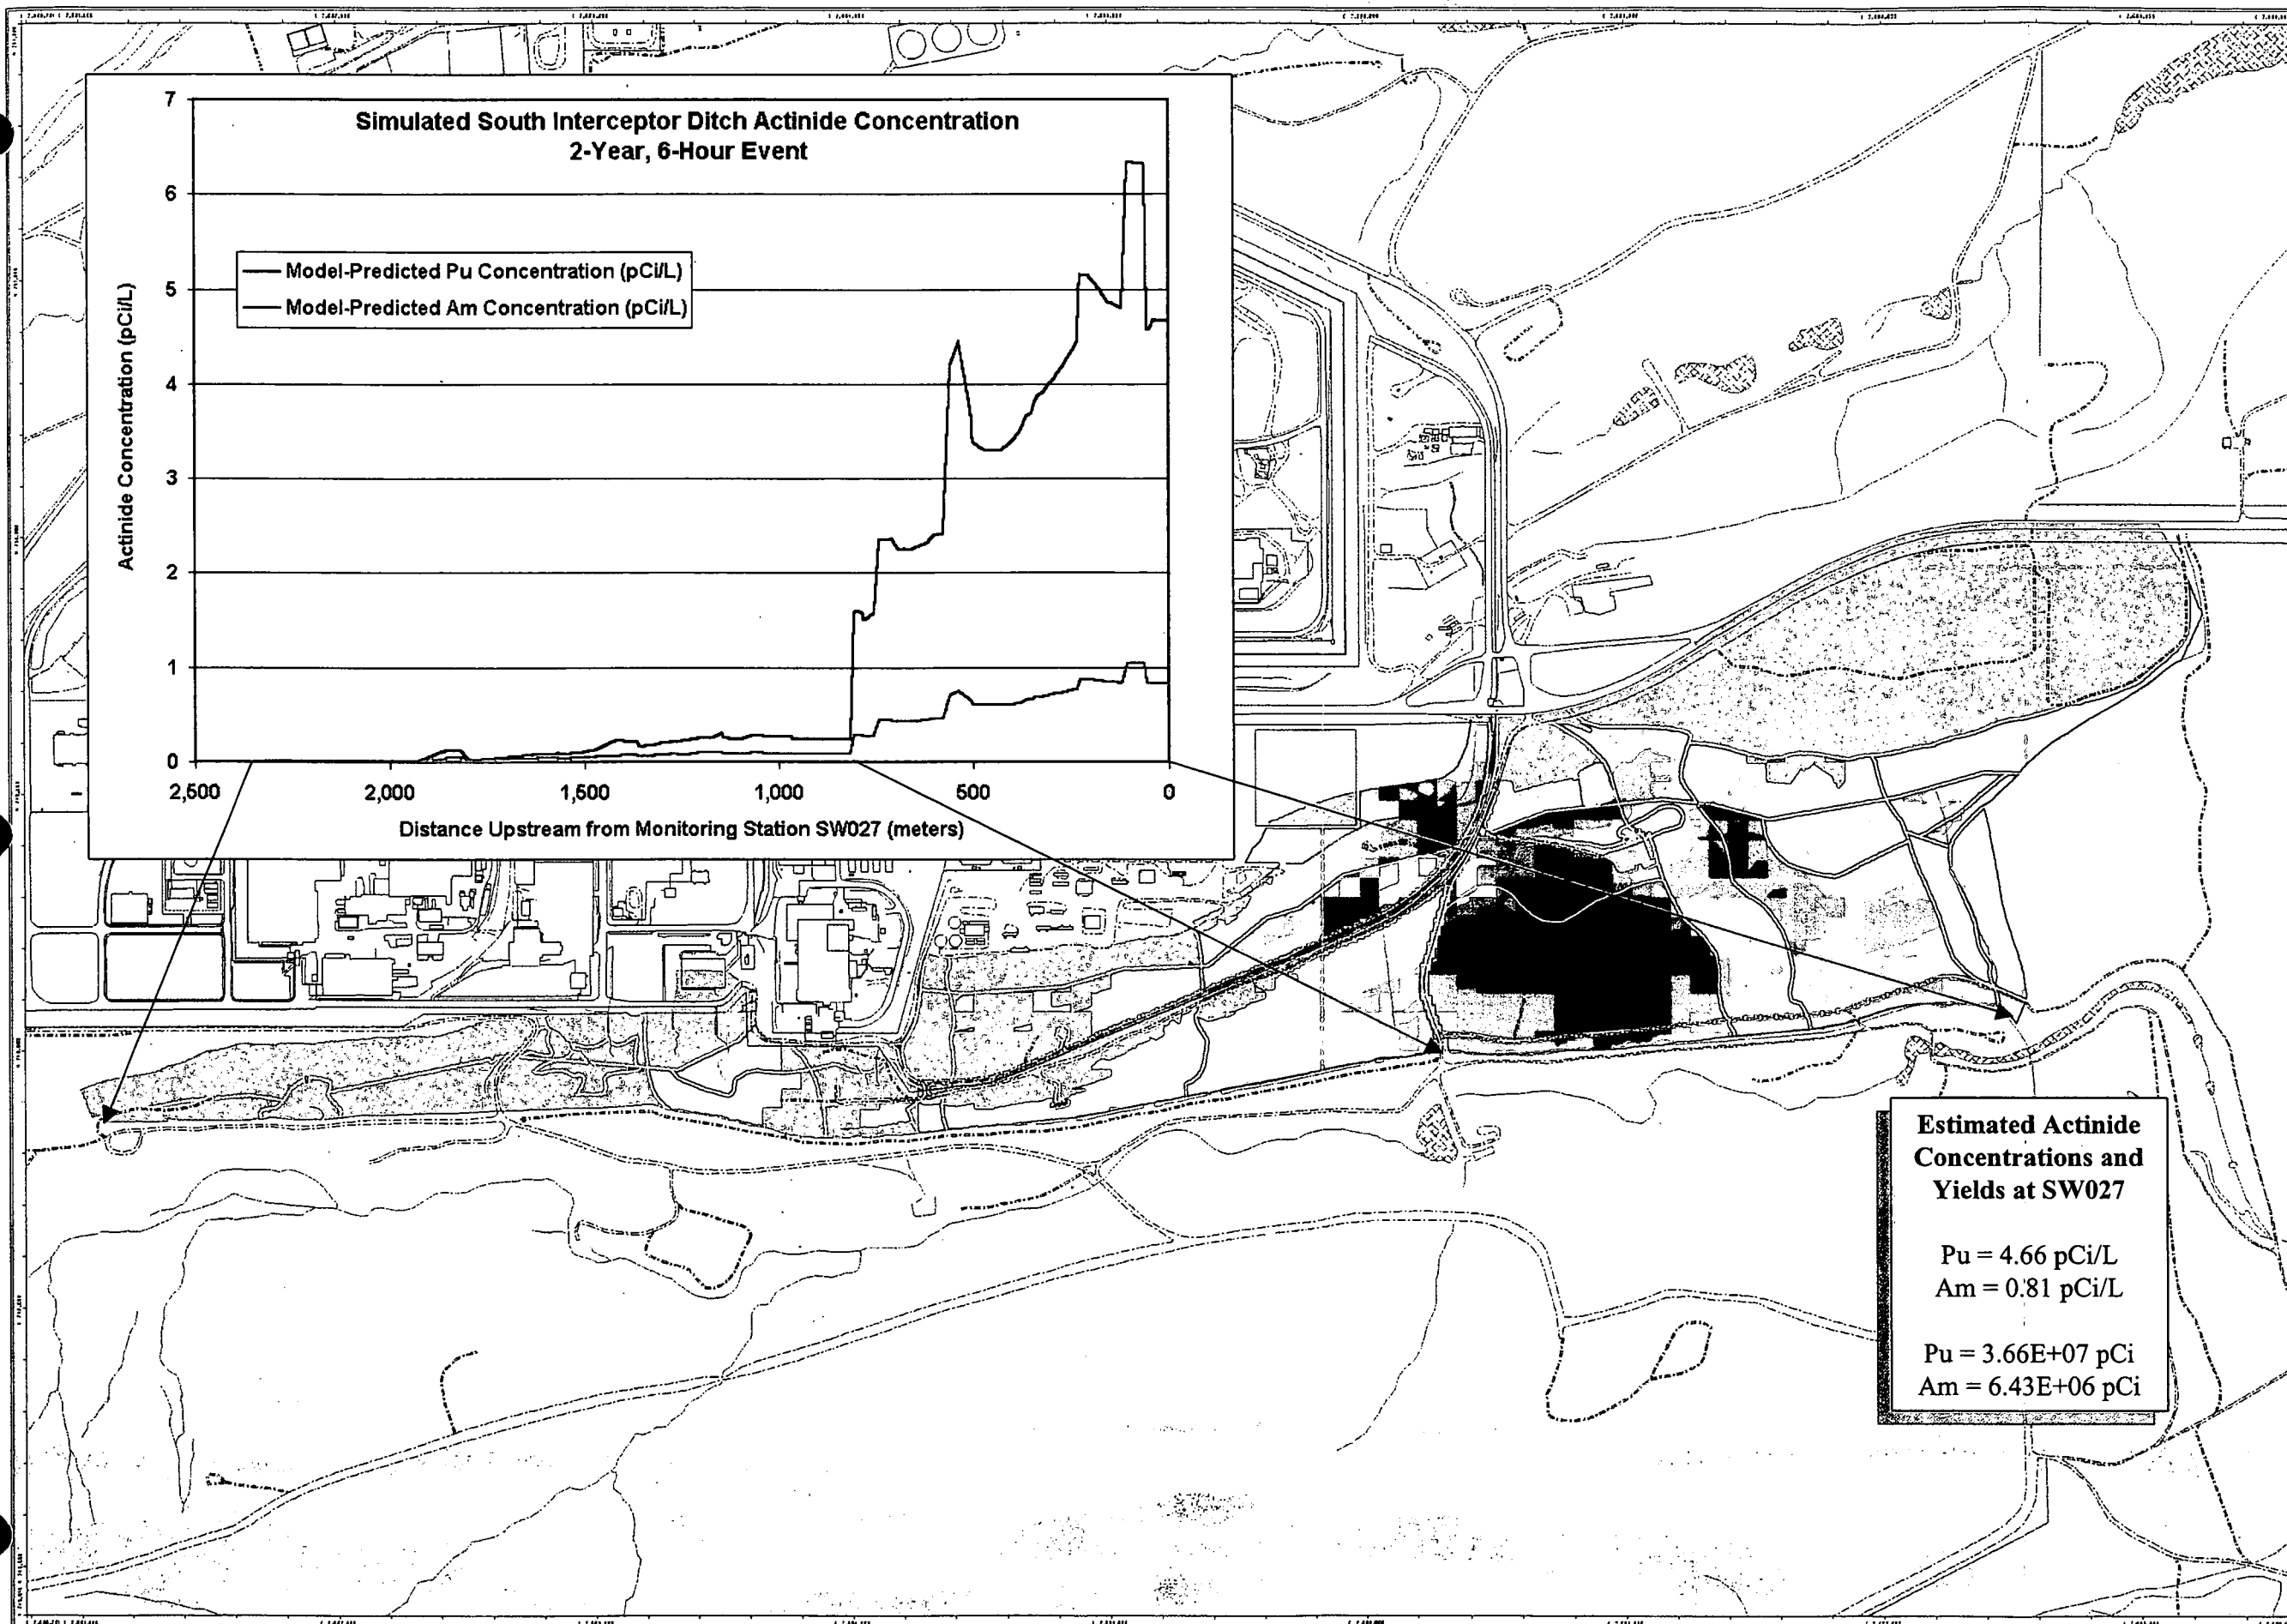 Simulated South Interceptor Ditch Actinide Concentration
2-Year, 6-Hour Event
Actinide Concentration (pCi/L)
7
6
5
4
3
2
1
0
Model-Predicted Pu Concentration (pCi/L)
Model-Predicted Am Concentration (pCi/L)
2,500 2,000 1,500 1,000 500 0
Distance Upstream from Monitoring Station SW027 (meters)
Estimated Actinide
Concentrations and
Yields at SW027
Pu = 4.66 pCi/L
Am = 0.81 pCi/L
Pu = 3.66E+07 pCi
Am = 6.43E+06 pCi